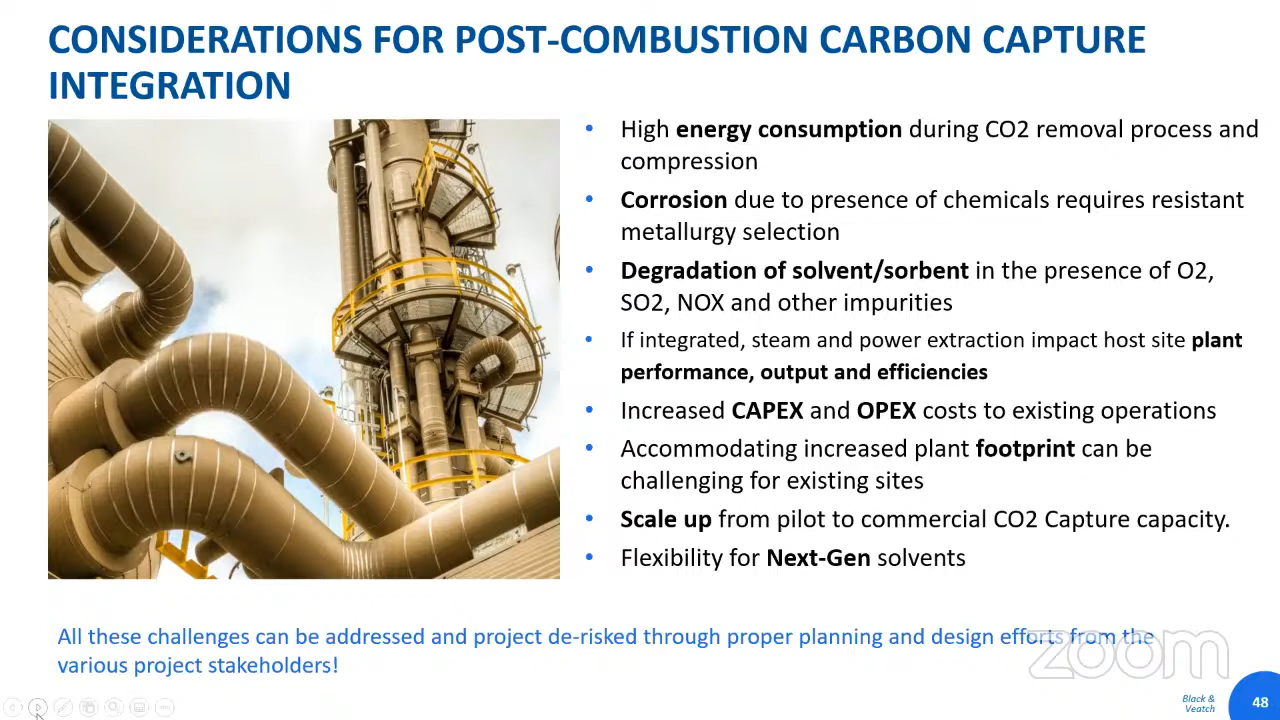 CONSIDERATIONS FOR POST-COMBUSTION CARBON CAPTURE
INTEGRATION
• High energy consumption during CO2 removal process and
compression
• Corrosion due to presence of chemicals requires resistant
metallurgy selection
• Degradation of solvent/sorbent in the presence of O2,
SO2, NOX and other impurities
• If integrated, steam and power extraction impact host site plant
performance, output and efficiencies
• Increased CAPEX and OPEX costs to existing operations
• Accommodating increased plant footprint can be
challenging for existing sites
• Scale up from pilot to commercial CO2 Capture capacity.
• Flexibility for Next-Gen solvents
All these challenges can be addressed and project de-risked through proper planning and design efforts from the
various project stakeholders!
zoom
Black &
Veatch
48